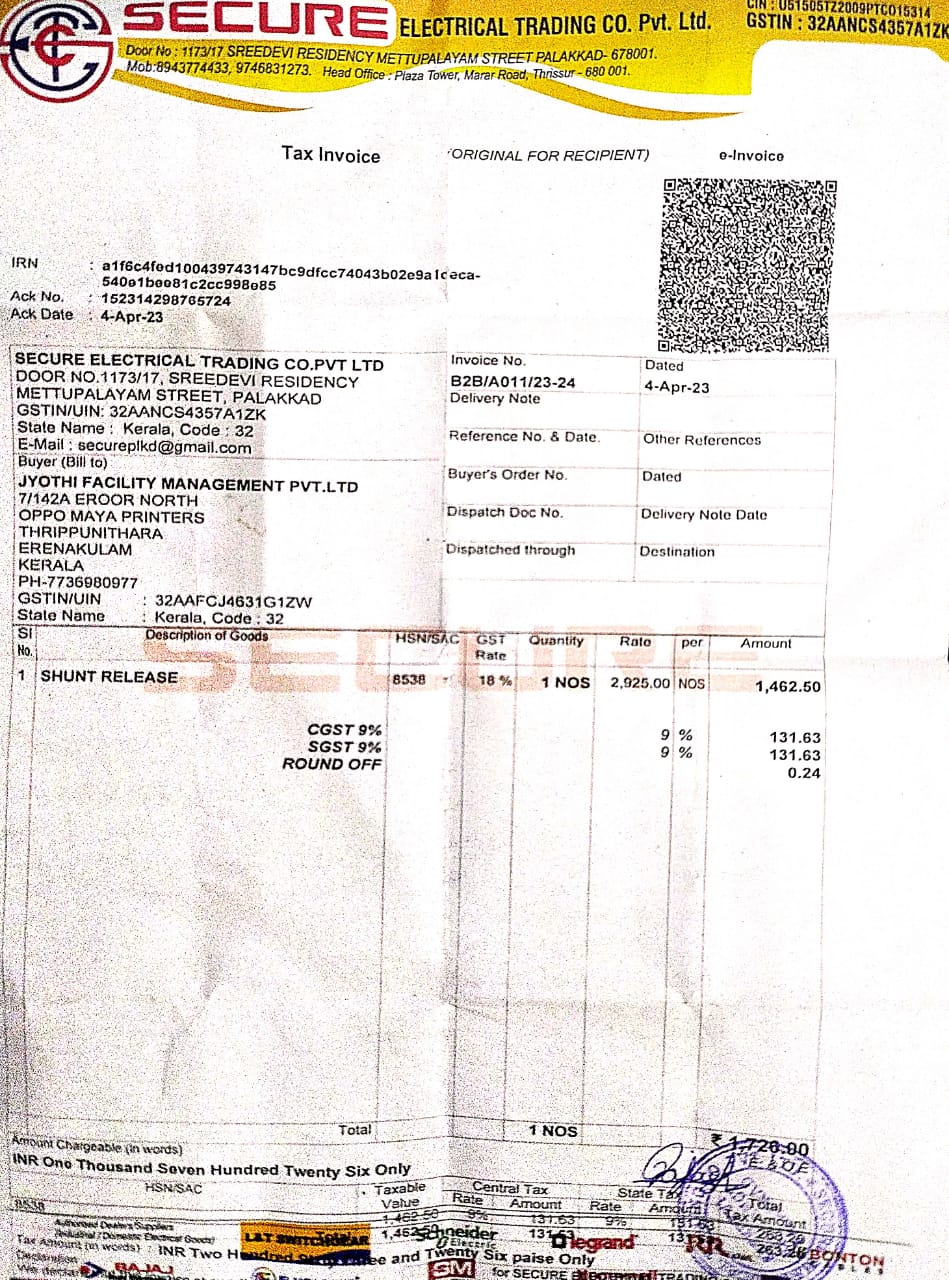 SECURE ELECTRICAL TRADING CO. Pvt. Ltd.
CIN : U51505TZ2009PTC015314
GSTIN : 32AANCS4357A1ZK
Door No : 1173/17 SREEDEVI RESIDENCY METTUPALAYAM STREET PALAKKAD- 678001.
Mob:8943774433, 9746831273. Head Office : Plaza Tower, Marar Road, Thrissur - 680 001.
Tax Invoice (ORIGINAL FOR RECIPIENT) e-Invoice
IRN : a1f6c4fed100439743147bc9dfcc74043b02e9a1ceca-
540e1bee81c2cc998e85
Ack No. : 152314298765724
Ack Date : 4-Apr-23
SECURE ELECTRICAL TRADING CO.PVT LTD
DOOR NO.1173/17, SREEDEVI RESIDENCY
METTUPALAYAM STREET, PALAKKAD
GSTIN/UIN: 32AANCS4357A1ZK
State Name : Kerala, Code : 32
E-Mail : secureplkd@gmail.com
Invoice No. Dated
B2B/A011/23-24 4-Apr-23
Delivery Note
Reference No. & Date. Other References
Buyer's Order No. Dated
Dispatch Doc No. Delivery Note Date
Dispatched through Destination
Buyer (Bill to)
JYOTHI FACILITY MANAGEMENT PVT.LTD
7/142A EROOR NORTH
OPPO MAYA PRINTERS
THRIPPUNITHARA
ERENAKULAM
KERALA
PH-7736980977
GSTIN/UIN : 32AAFCJ4631G1ZW
State Name : Kerala, Code : 32
SECURE
Sl No. Description of Goods HSN/SAC GST Rate Quantity Rate per Amount
1 SHUNT RELEASE 8538 18 % 1 NOS 2,925.00 NOS 1,462.50
CGST 9% 9 % 131.63
SGST 9% 9 % 131.63
ROUND OFF 0.24
Total 1 NOS ₹ 1,726.00
Amount Chargeable (in words) E & O E
INR One Thousand Seven Hundred Twenty Six Only
HSN/SAC Taxable Value Central Tax State Tax Total Tax Amount
Rate Amount Rate Amount
8538 1,462.50 9% 131.63 9% 131.63 263.26
1,462 131 13 263.26
Authorised Dealers/Suppliers
Industrial / Domestic Electrical Goods
L&T SWITCHGEAR Schneider Electric legrand RR BONTON
Tax Amount (in words) : INR Two Hundred Sixty Three and Twenty Six paise Only
BAJAJ SM
for SECURE